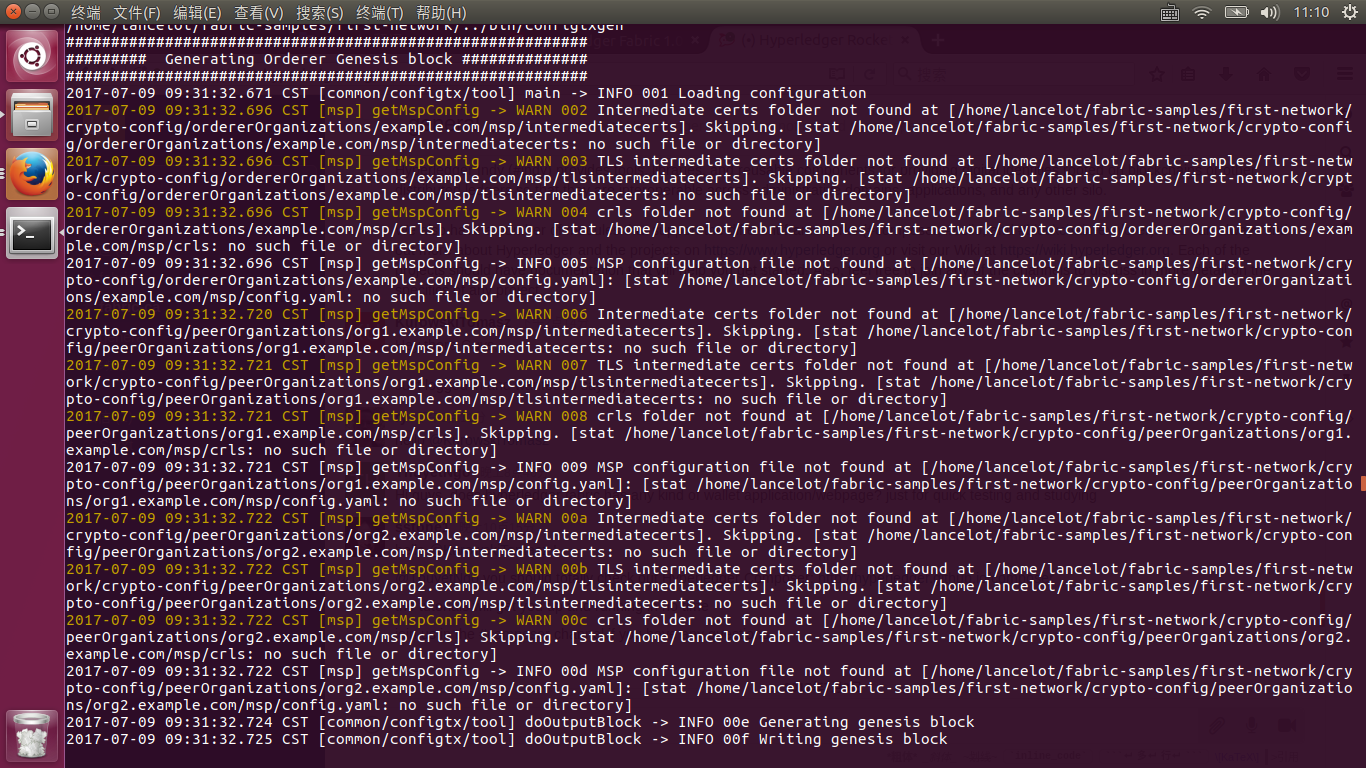 终端 文件(F) 编辑(E) 查看(V) 搜索(S) 终端(T) 帮助(H) 11:10
/home/lancelot/fabric-samples/first-network/../bin/configtxgen
##########################################################
#########  Generating Orderer Genesis block ##############
##########################################################
2017-07-09 09:31:32.671 CST [common/configtx/tool] main -> INFO 001 Loading configuration
2017-07-09 09:31:32.696 CST [msp] getMspConfig -> WARN 002 Intermediate certs folder not found at [/home/lancelot/fabric-samples/first-network/
crypto-config/ordererOrganizations/example.com/msp/intermediatecerts]. Skipping. [stat /home/lancelot/fabric-samples/first-network/crypto-confi
g/ordererOrganizations/example.com/msp/intermediatecerts: no such file or directory]
2017-07-09 09:31:32.696 CST [msp] getMspConfig -> WARN 003 TLS intermediate certs folder not found at [/home/lancelot/fabric-samples/first-netw
ork/crypto-config/ordererOrganizations/example.com/msp/tlsintermediatecerts]. Skipping. [stat /home/lancelot/fabric-samples/first-network/crypt
o-config/ordererOrganizations/example.com/msp/tlsintermediatecerts: no such file or directory]
2017-07-09 09:31:32.696 CST [msp] getMspConfig -> WARN 004 crls folder not found at [/home/lancelot/fabric-samples/first-network/crypto-config/
ordererOrganizations/example.com/msp/crls]. Skipping. [stat /home/lancelot/fabric-samples/first-network/crypto-config/ordererOrganizations/exam
ple.com/msp/crls: no such file or directory]
2017-07-09 09:31:32.696 CST [msp] getMspConfig -> INFO 005 MSP configuration file not found at [/home/lancelot/fabric-samples/first-network/cry
pto-config/ordererOrganizations/example.com/msp/config.yaml]: [stat /home/lancelot/fabric-samples/first-network/crypto-config/ordererOrganizati
ons/example.com/msp/config.yaml: no such file or directory]
2017-07-09 09:31:32.720 CST [msp] getMspConfig -> WARN 006 Intermediate certs folder not found at [/home/lancelot/fabric-samples/first-network/
crypto-config/peerOrganizations/org1.example.com/msp/intermediatecerts]. Skipping. [stat /home/lancelot/fabric-samples/first-network/crypto-con
fig/peerOrganizations/org1.example.com/msp/intermediatecerts: no such file or directory]
2017-07-09 09:31:32.721 CST [msp] getMspConfig -> WARN 007 TLS intermediate certs folder not found at [/home/lancelot/fabric-samples/first-netw
ork/crypto-config/peerOrganizations/org1.example.com/msp/tlsintermediatecerts]. Skipping. [stat /home/lancelot/fabric-samples/first-network/cry
pto-config/peerOrganizations/org1.example.com/msp/tlsintermediatecerts: no such file or directory]
2017-07-09 09:31:32.721 CST [msp] getMspConfig -> WARN 008 crls folder not found at [/home/lancelot/fabric-samples/first-network/crypto-config/
peerOrganizations/org1.example.com/msp/crls]. Skipping. [stat /home/lancelot/fabric-samples/first-network/crypto-config/peerOrganizations/org1.
example.com/msp/crls: no such file or directory]
2017-07-09 09:31:32.721 CST [msp] getMspConfig -> INFO 009 MSP configuration file not found at [/home/lancelot/fabric-samples/first-network/cry
pto-config/peerOrganizations/org1.example.com/msp/config.yaml]: [stat /home/lancelot/fabric-samples/first-network/crypto-config/peerOrganizatio
ns/org1.example.com/msp/config.yaml: no such file or directory]
2017-07-09 09:31:32.722 CST [msp] getMspConfig -> WARN 00a Intermediate certs folder not found at [/home/lancelot/fabric-samples/first-network/
crypto-config/peerOrganizations/org2.example.com/msp/intermediatecerts]. Skipping. [stat /home/lancelot/fabric-samples/first-network/crypto-con
fig/peerOrganizations/org2.example.com/msp/intermediatecerts: no such file or directory]
2017-07-09 09:31:32.722 CST [msp] getMspConfig -> WARN 00b TLS intermediate certs folder not found at [/home/lancelot/fabric-samples/first-netw
ork/crypto-config/peerOrganizations/org2.example.com/msp/tlsintermediatecerts]. Skipping. [stat /home/lancelot/fabric-samples/first-network/cry
pto-config/peerOrganizations/org2.example.com/msp/tlsintermediatecerts: no such file or directory]
2017-07-09 09:31:32.722 CST [msp] getMspConfig -> WARN 00c crls folder not found at [/home/lancelot/fabric-samples/first-network/crypto-config/
peerOrganizations/org2.example.com/msp/crls]. Skipping. [stat /home/lancelot/fabric-samples/first-network/crypto-config/peerOrganizations/org2.
example.com/msp/crls: no such file or directory]
2017-07-09 09:31:32.722 CST [msp] getMspConfig -> INFO 00d MSP configuration file not found at [/home/lancelot/fabric-samples/first-network/cry
pto-config/peerOrganizations/org2.example.com/msp/config.yaml]: [stat /home/lancelot/fabric-samples/first-network/crypto-config/peerOrganizatio
ns/org2.example.com/msp/config.yaml: no such file or directory]
2017-07-09 09:31:32.724 CST [common/configtx/tool] doOutputBlock -> INFO 00e Generating genesis block
2017-07-09 09:31:32.725 CST [common/configtx/tool] doOutputBlock -> INFO 00f Writing genesis block